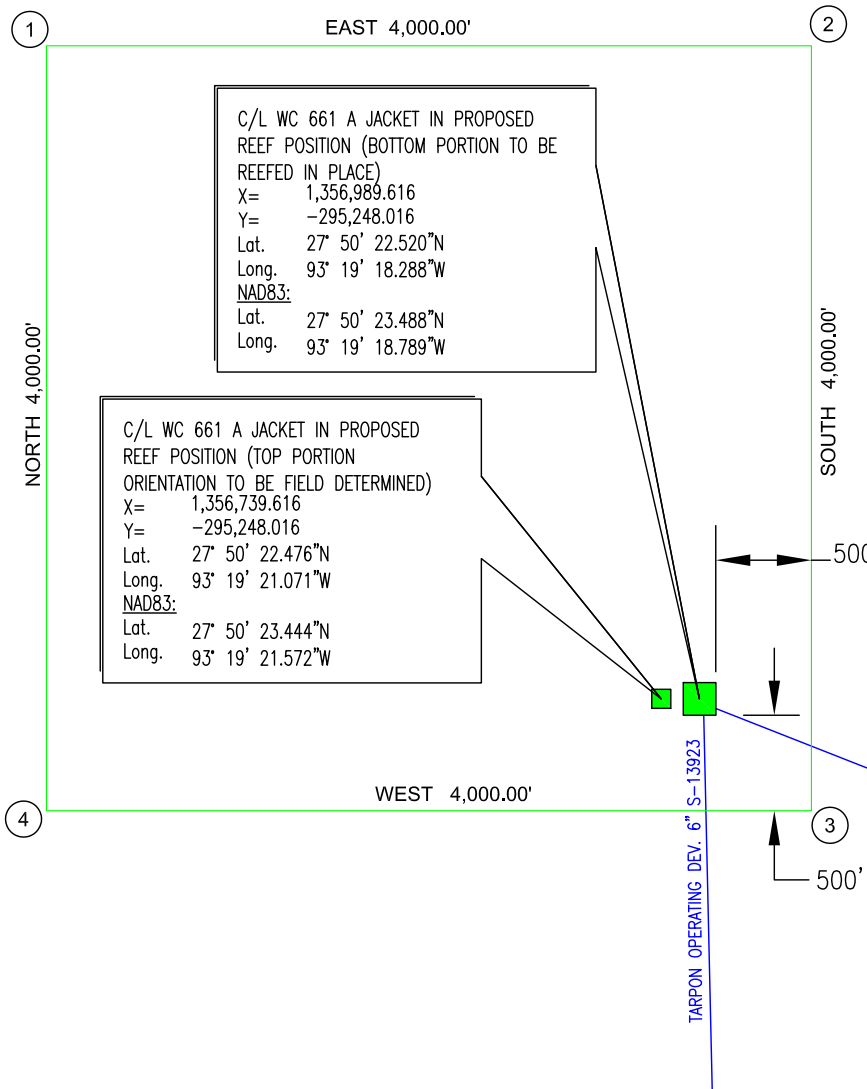 1
EAST 4,000.00'
2
C/L WC 661 A JACKET IN PROPOSED
REEF POSITION (BOTTOM PORTION TO BE
REEFED IN PLACE)
X= 1,356,989.616
Y= -295,248.016
Lat. 27° 50' 22.520"N
Long. 93° 19' 18.288"W
NAD83:
Lat. 27° 50' 23.488"N
Long. 93° 19' 18.789"W
NORTH 4,000.00'
SOUTH 4,000.00'
C/L WC 661 A JACKET IN PROPOSED
REEF POSITION (TOP PORTION
ORIENTATION TO BE FIELD DETERMINED)
X= 1,356,739.616
Y= -295,248.016
Lat. 27° 50' 22.476"N
Long. 93° 19' 21.071"W
NAD83:
Lat. 27° 50' 23.444"N
Long. 93° 19' 21.572"W
500
TARPON OPERATING DEV. 6" S-13923
WEST 4,000.00'
4
3
500'